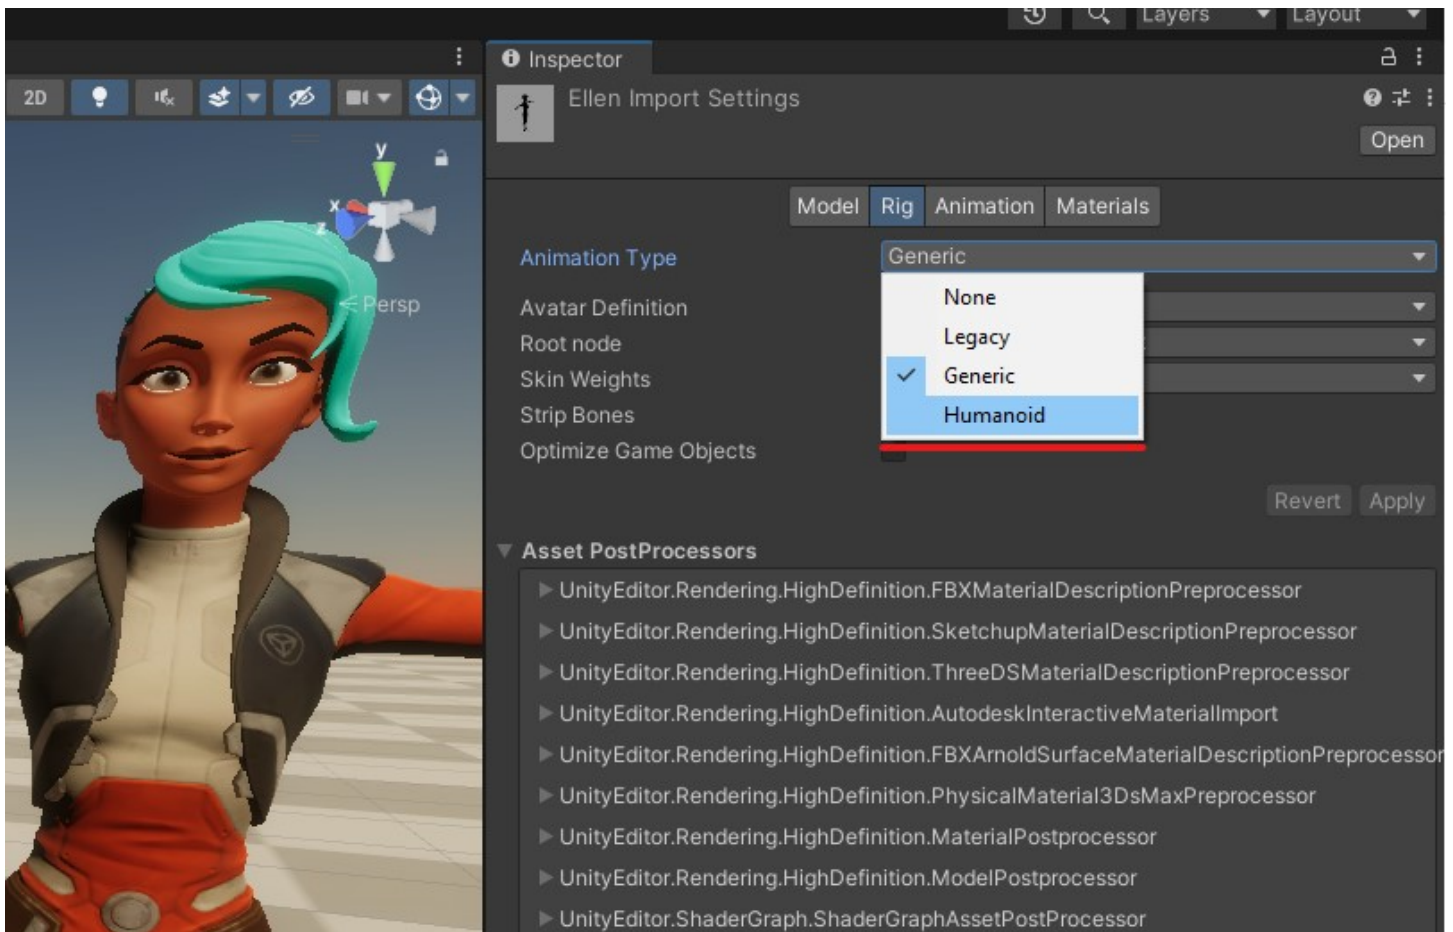 Layers
Layout
Inspector
2D
Ellen Import Settings
Open
y
x
z
Persp
Model
Rig
Animation
Materials
Animation Type
Generic
None
Avatar Definition
Legacy
Root node
Generic
Skin Weights
Humanoid
Strip Bones
Optimize Game Objects
Revert
Apply
Asset PostProcessors
UnityEditor.Rendering.HighDefinition.FBXMaterialDescriptionPreprocessor
UnityEditor.Rendering.HighDefinition.SketchupMaterialDescriptionPreprocessor
UnityEditor.Rendering.HighDefinition.ThreeDSMaterialDescriptionPreprocessor
UnityEditor.Rendering.HighDefinition.AutodeskInteractiveMaterialImport
UnityEditor.Rendering.HighDefinition.FBXArnoldSurfaceMaterialDescriptionPreprocessor
UnityEditor.Rendering.HighDefinition.PhysicalMaterial3DsMaxPreprocessor
UnityEditor.Rendering.HighDefinition.MaterialPostprocessor
UnityEditor.Rendering.HighDefinition.ModelPostprocessor
UnityEditor.ShaderGraph.ShaderGraphAssetPostProcessor